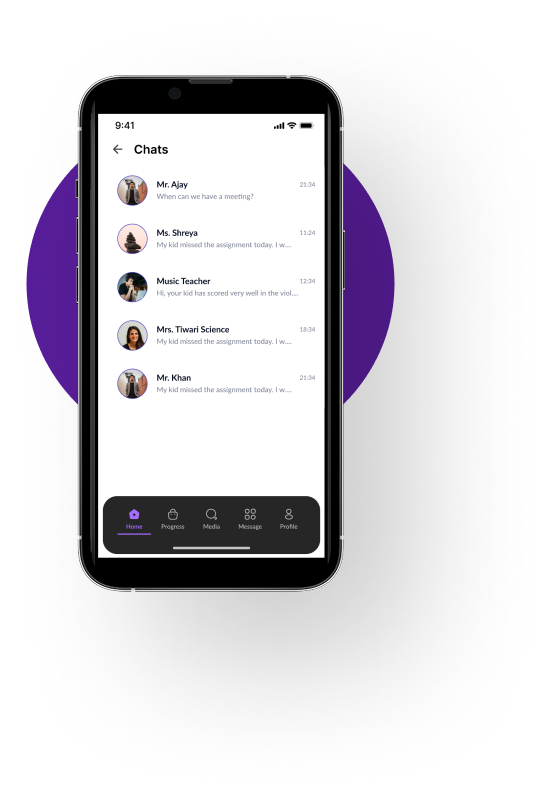 9:41
Chats
Mr. Ajay 21:34
When can we have a meeting?
Ms. Shreya 11:24
My kid missed the assignment today. I w....
Music Teacher 12:34
Hi, your kid has scored very well in the viol....
Mrs. Tiwari Science 18:34
My kid missed the assignment today. I w....
Mr. Khan 21:34
My kid missed the assignment today. I w....
Home Progress Media Message Profile